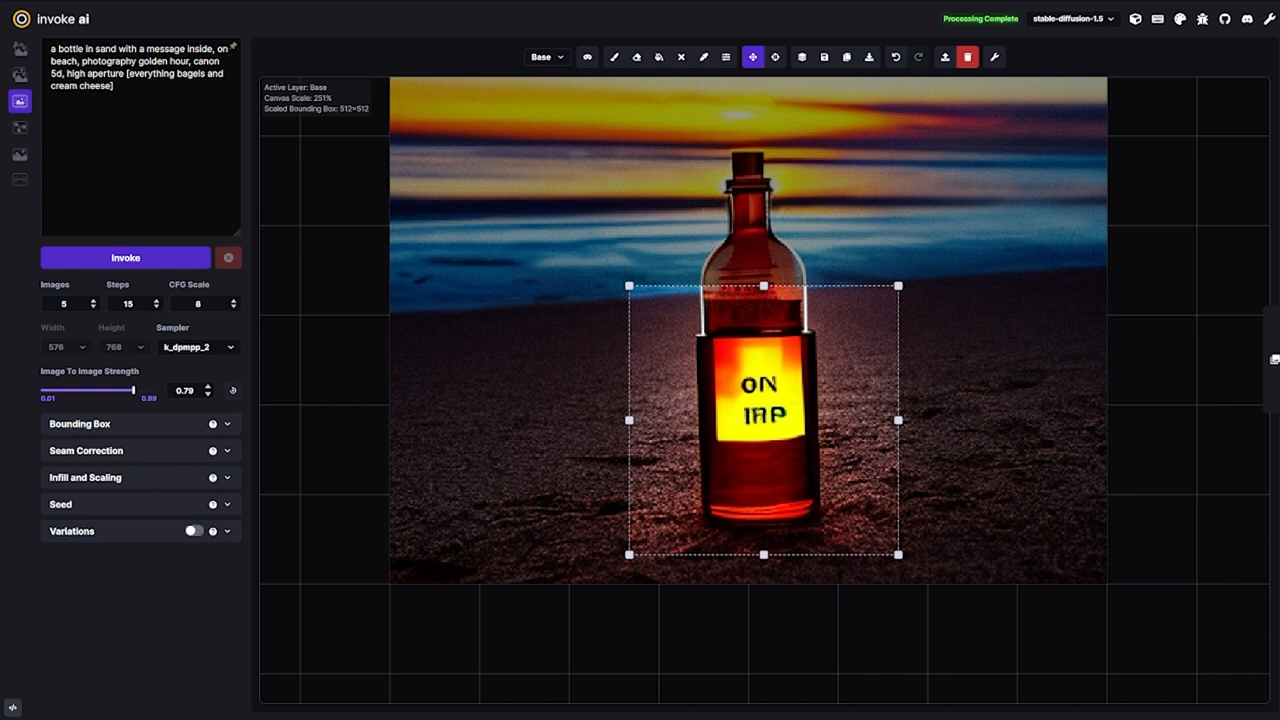 invoke ai
Processing Complete
stable-diffusion-1.5
a bottle in sand with a message inside, on
beach, photography golden hour, canon
5d, high aperture [everything bagels and
cream cheese]
Base
Active Layer: Base
Canvas Scale: 251%
Scaled Bounding Box: 512×512
Invoke
Images
Steps
CFG Scale
5
15
8
Width
Height
Sampler
576
768
k_dpmpp_2
Image To Image Strength
0.01
0.99
0.79
Bounding Box
Seam Correction
Infill and Scaling
Seed
Variations
ON
IRP